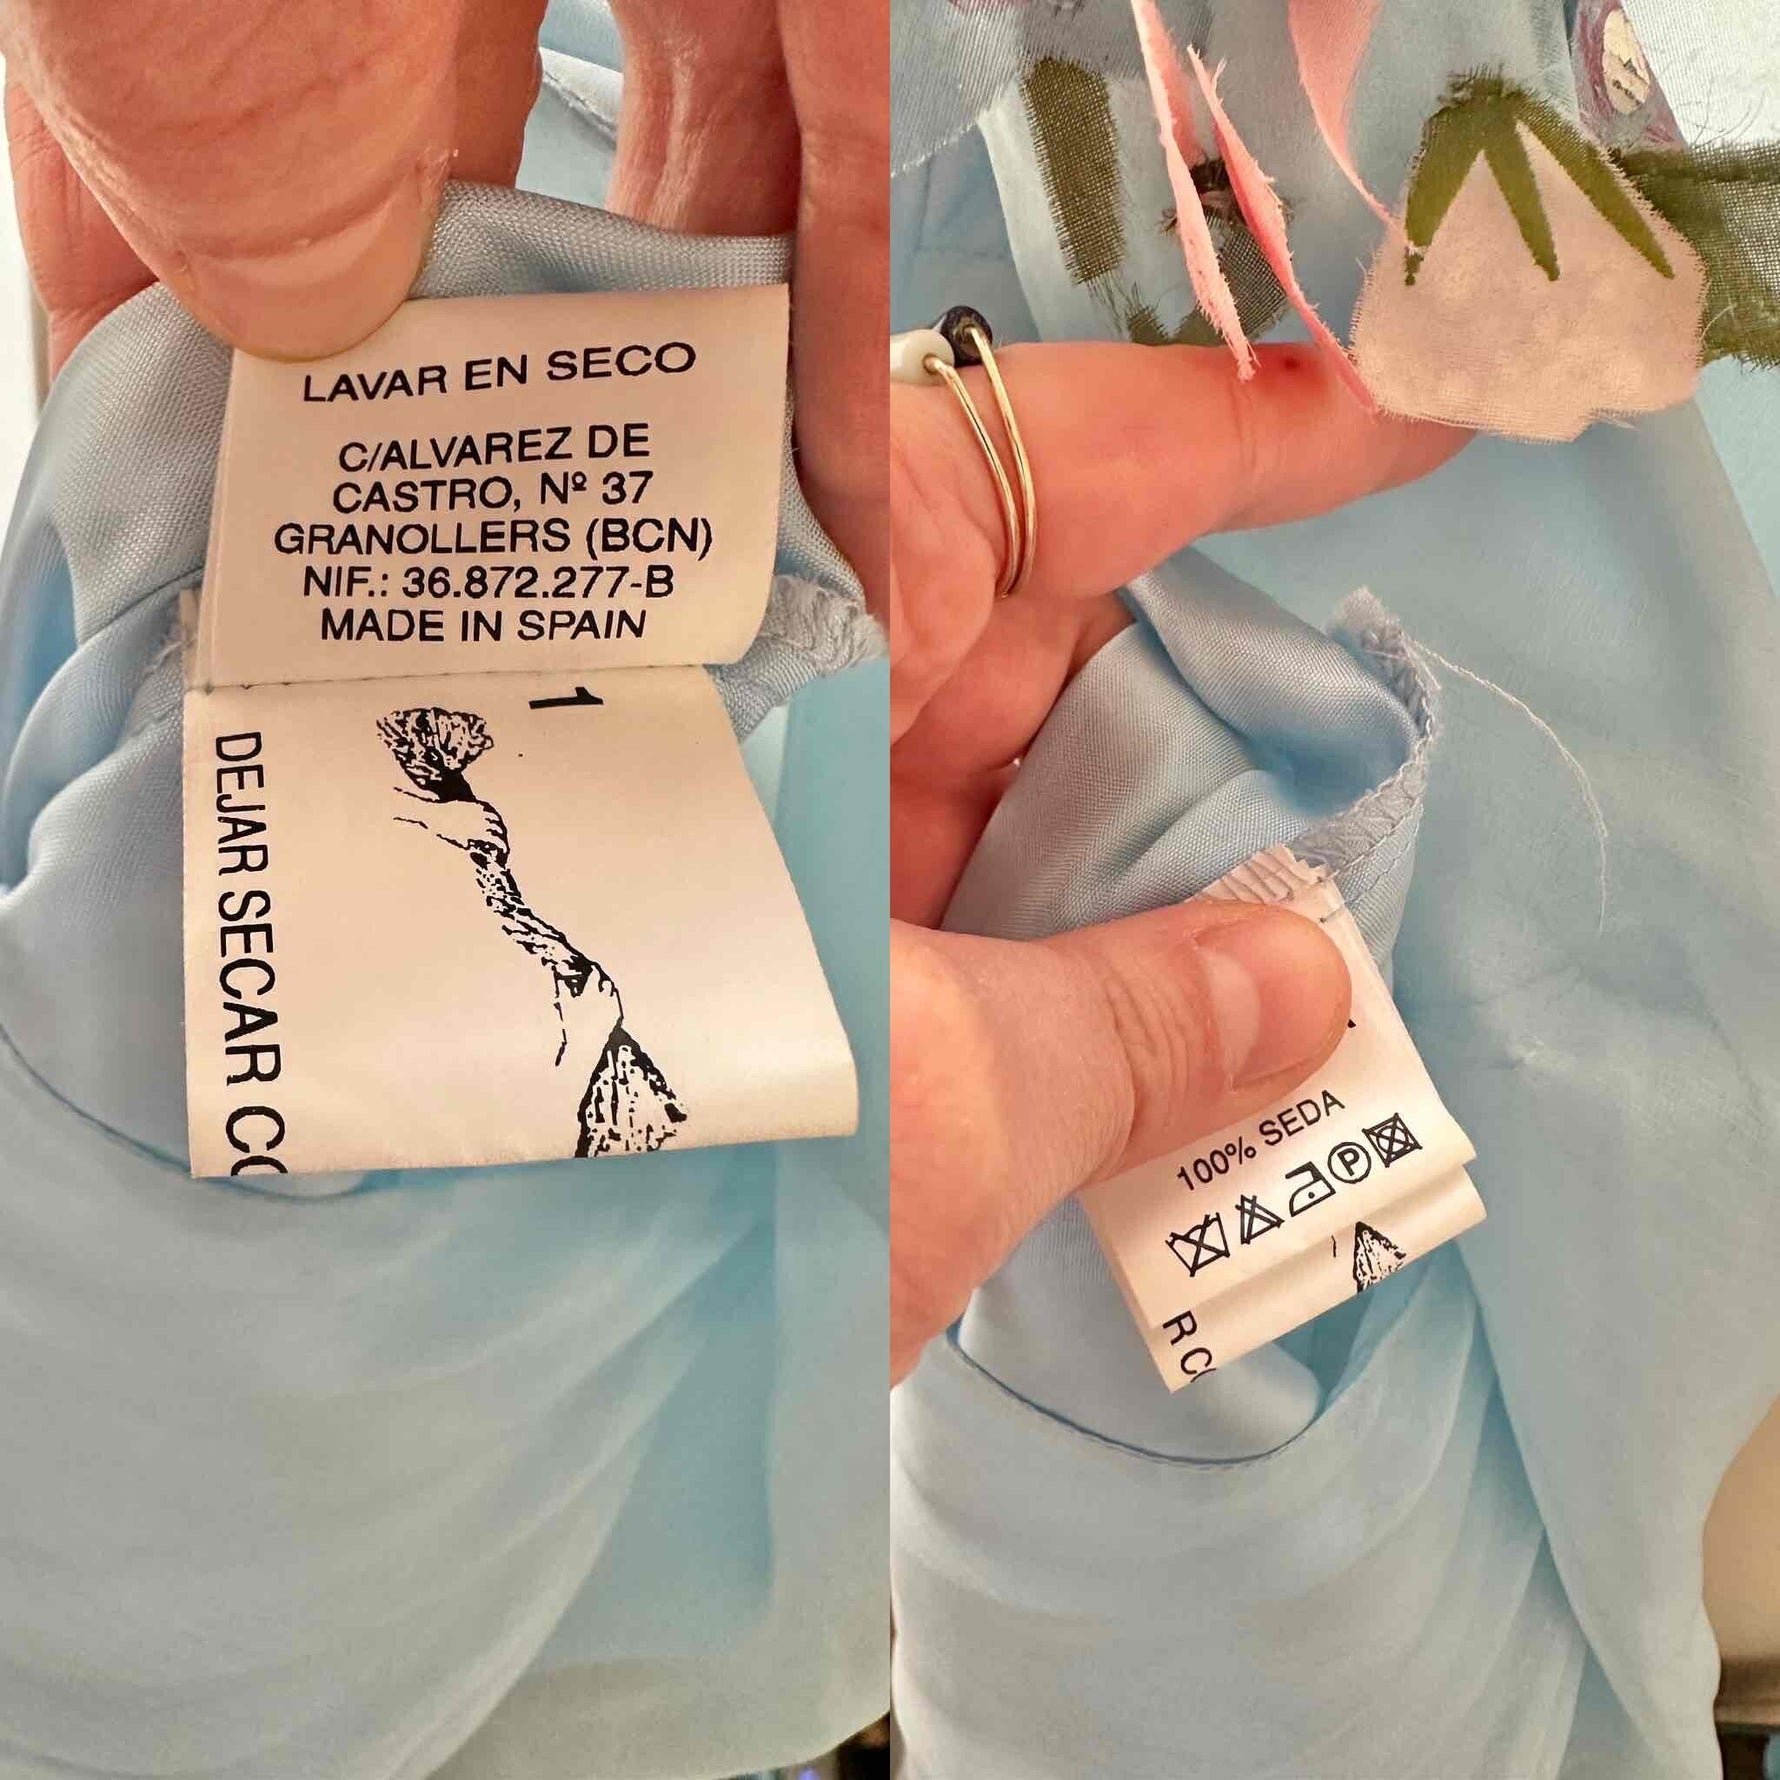 LAVAR EN SECO
C/ALVAREZ DE
CASTRO, Nº 37
GRANOLLERS (BCN)
NIF.: 36.872.277-B
MADE IN SPAIN
1
DEJAR SECAR
100% SEDA
P
R